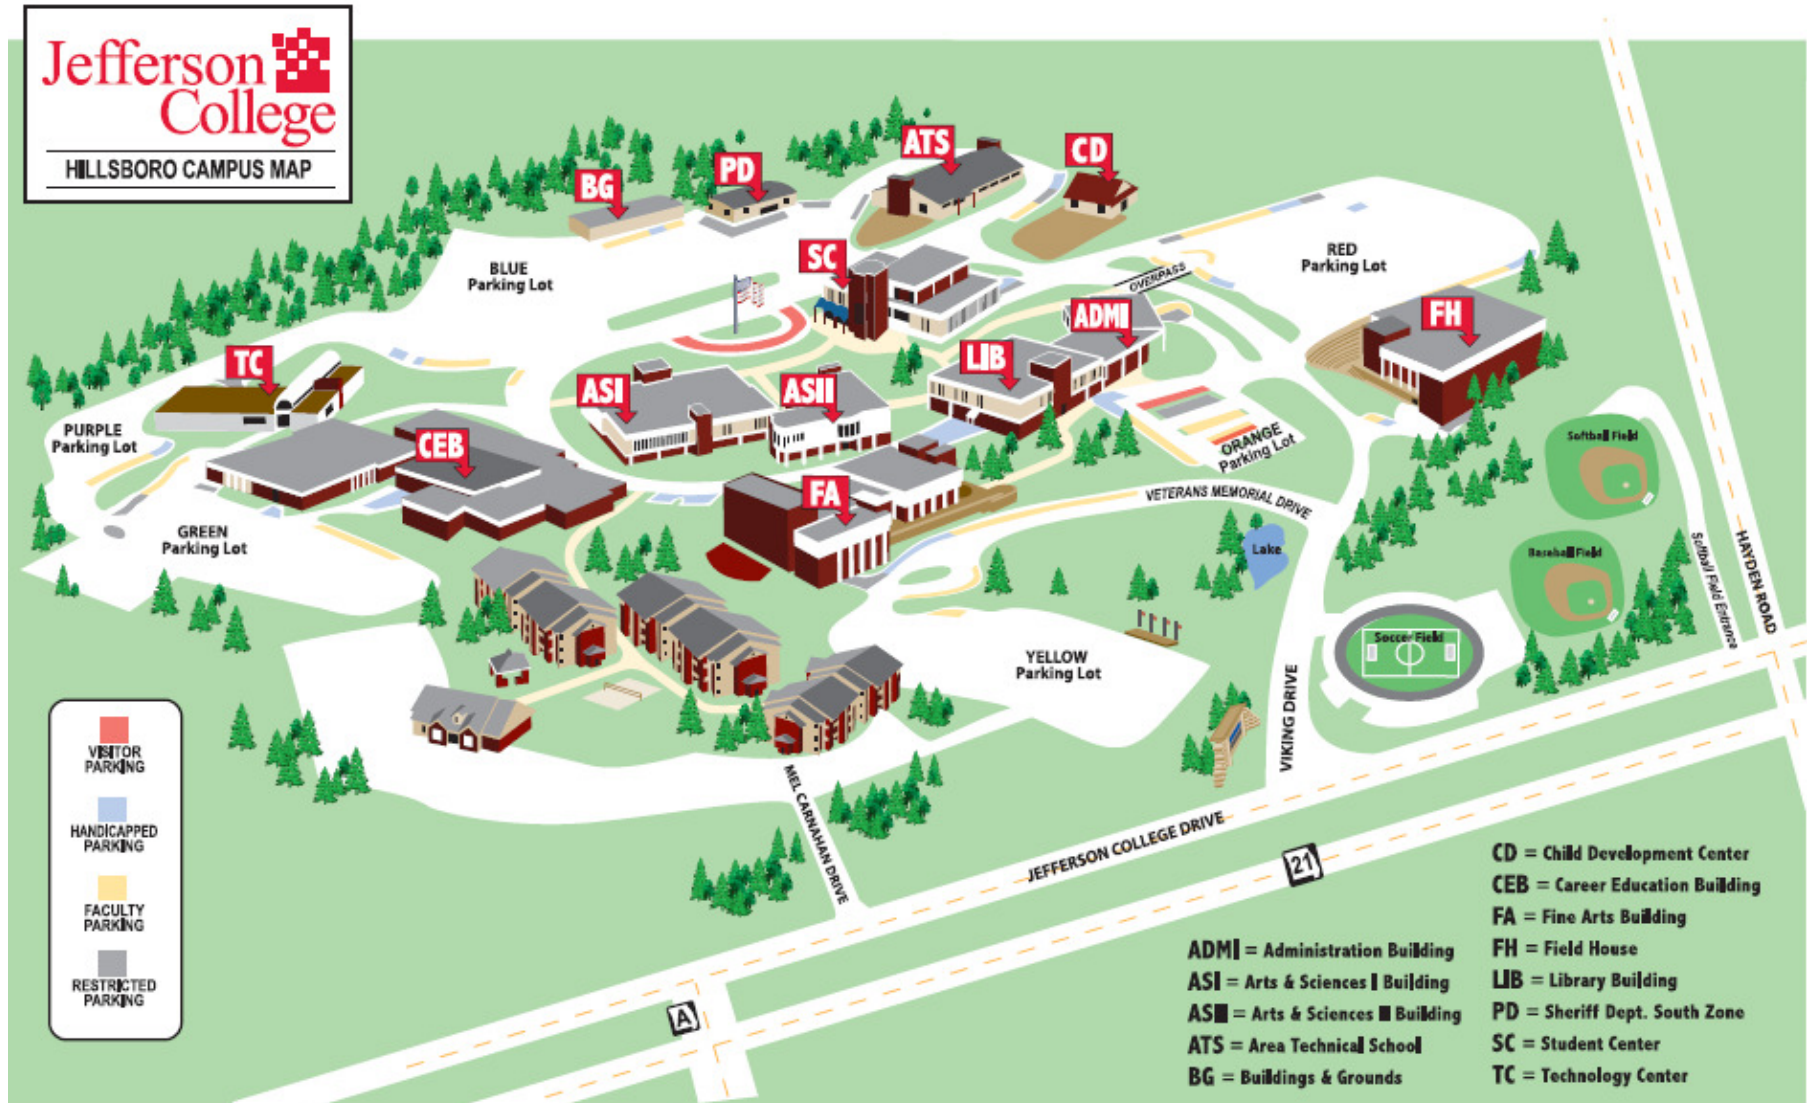 Jefferson
College
HILLSBORO CAMPUS MAP
ATS
CD
PD
BG
SC
BLUE
Parking Lot
RED
Parking Lot
OVERPASS
ADMI
FH
LIB
TC
ASI
ASII
PURPLE
Parking Lot
CEB
ORANGE
Parking Lot
Softball Field
FA
VETERANS MEMORIAL DRIVE
GREEN
Parking Lot
Lake
Baseball Field
Softball Field Entrance
HAYDEN ROAD
Soccer Field
YELLOW
Parking Lot
VIKING DRIVE
MEL CARNAHAN DRIVE
JEFFERSON COLLEGE DRIVE
21
A
VISITOR
PARKING
HANDICAPPED
PARKING
FACULTY
PARKING
RESTRICTED
PARKING
ADMI = Administration Building
ASI = Arts & Sciences I Building
ASII = Arts & Sciences II Building
ATS = Area Technical School
BG = Buildings & Grounds
CD = Child Development Center
CEB = Career Education Building
FA = Fine Arts Building
FH = Field House
LIB = Library Building
PD = Sheriff Dept. South Zone
SC = Student Center
TC = Technology Center